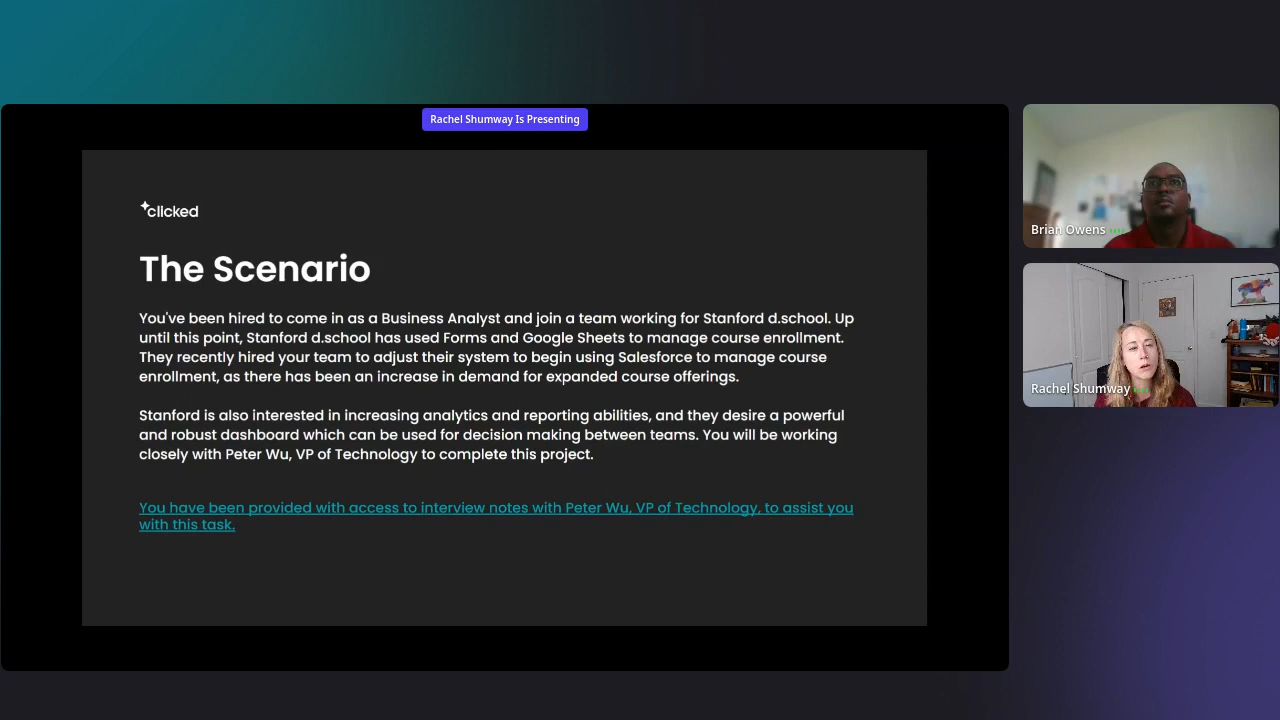 Rachel Shumway Is Presenting
clicked
The Scenario
You've been hired to come in as a Business Analyst and join a team working for Stanford d.school. Up
until this point, Stanford d.school has used Forms and Google Sheets to manage course enrollment.
They recently hired your team to adjust their system to begin using Salesforce to manage course
enrollment, as there has been an increase in demand for expanded course offerings.
Stanford is also interested in increasing analytics and reporting abilities, and they desire a powerful
and robust dashboard which can be used for decision making between teams. You will be working
closely with Peter Wu, VP of Technology to complete this project.
You have been provided with access to interview notes with Peter Wu, VP of Technology, to assist you
with this task.
Brian Owens
Rachel Shumway